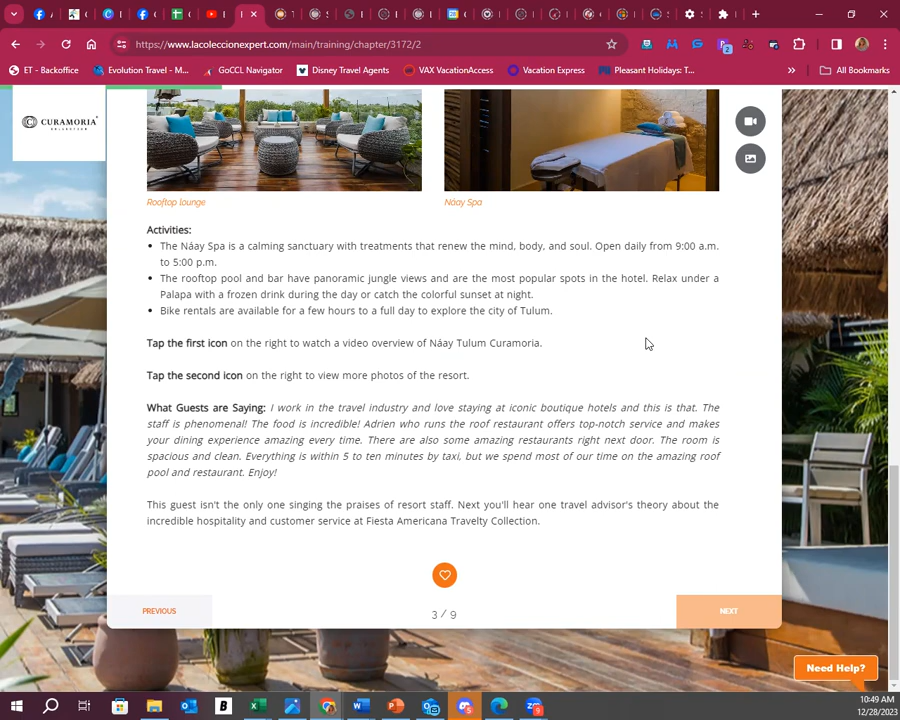 https://www.lacoleccionexpert.com/main/training/chapter/3172/2
ET - Backoffice
Evolution Travel - M...
GoCCL Navigator
Disney Travel Agents
VAX VacationAccess
Vacation Express
Pleasant Holidays: T...
All Bookmarks
CURAMORIA
COLLECTION
Rooftop lounge
Náay Spa
Activities:
• The Náay Spa is a calming sanctuary with treatments that renew the mind, body, and soul. Open daily from 9:00 a.m.
to 5:00 p.m.
• The rooftop pool and bar have panoramic jungle views and are the most popular spots in the hotel. Relax under a
Palapa with a frozen drink during the day or catch the colorful sunset at night.
• Bike rentals are available for a few hours to a full day to explore the city of Tulum.
Tap the first icon on the right to watch a video overview of Náay Tulum Curamoria.
Tap the second icon on the right to view more photos of the resort.
What Guests are Saying: I work in the travel industry and love staying at iconic boutique hotels and this is that. The
staff is phenomenal! The food is incredible! Adrien who runs the roof restaurant offers top-notch service and makes
your dining experience amazing every time. There are also some amazing restaurants right next door. The room is
spacious and clean. Everything is within 5 to ten minutes by taxi, but we spend most of our time on the amazing roof
pool and restaurant. Enjoy!
This guest isn't the only one singing the praises of resort staff. Next you'll hear one travel advisor's theory about the
incredible hospitality and customer service at Fiesta Americana Travelty Collection.
PREVIOUS
3 / 9
NEXT
Need Help?
10:49 AM
12/28/2023